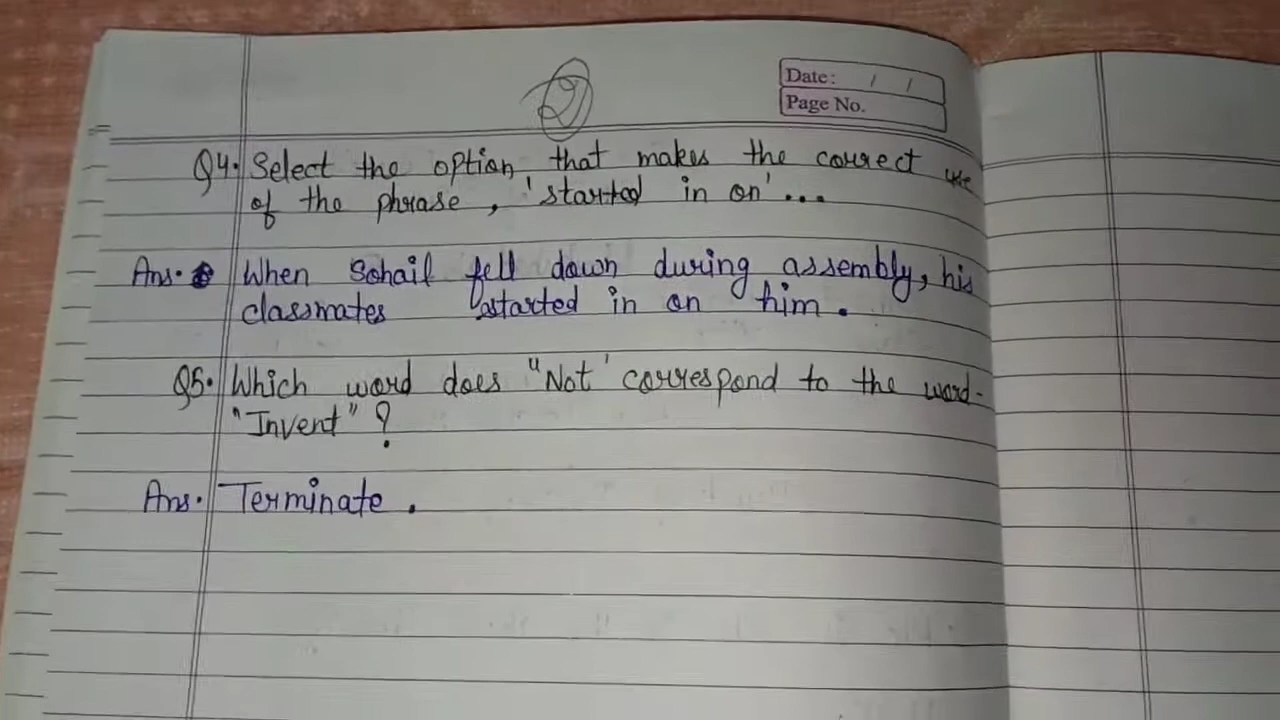 2
Date: / /
Page No.
Q4. Select the option that makes the correct use
of the phrase, 'started in on'...
Ans. When Sohail fell down during assembly, his
classmates started in on him.
Q5. Which word does "Not' correspond to the word-
"Invent"?
Ans. Terminate.